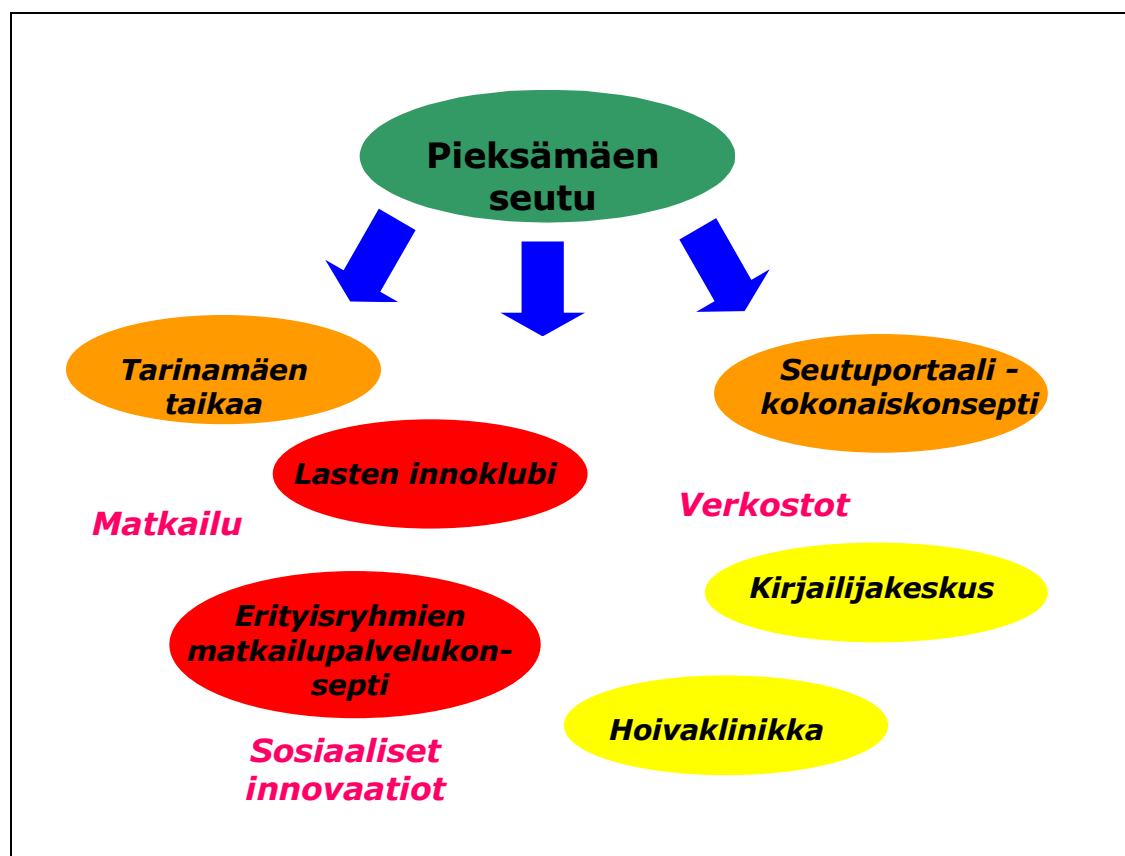 Pieksämäen
seutu
Tarinamäen
taikaa
Seutuportaali -
kokonaiskonsepti
Lasten innoklubi
Matkailu
Verkostot
Erityisryhmien
matkailupalvelukon-
septi
Kirjailijakeskus
Hoivaklinikka
Sosiaaliset
innovaatiot